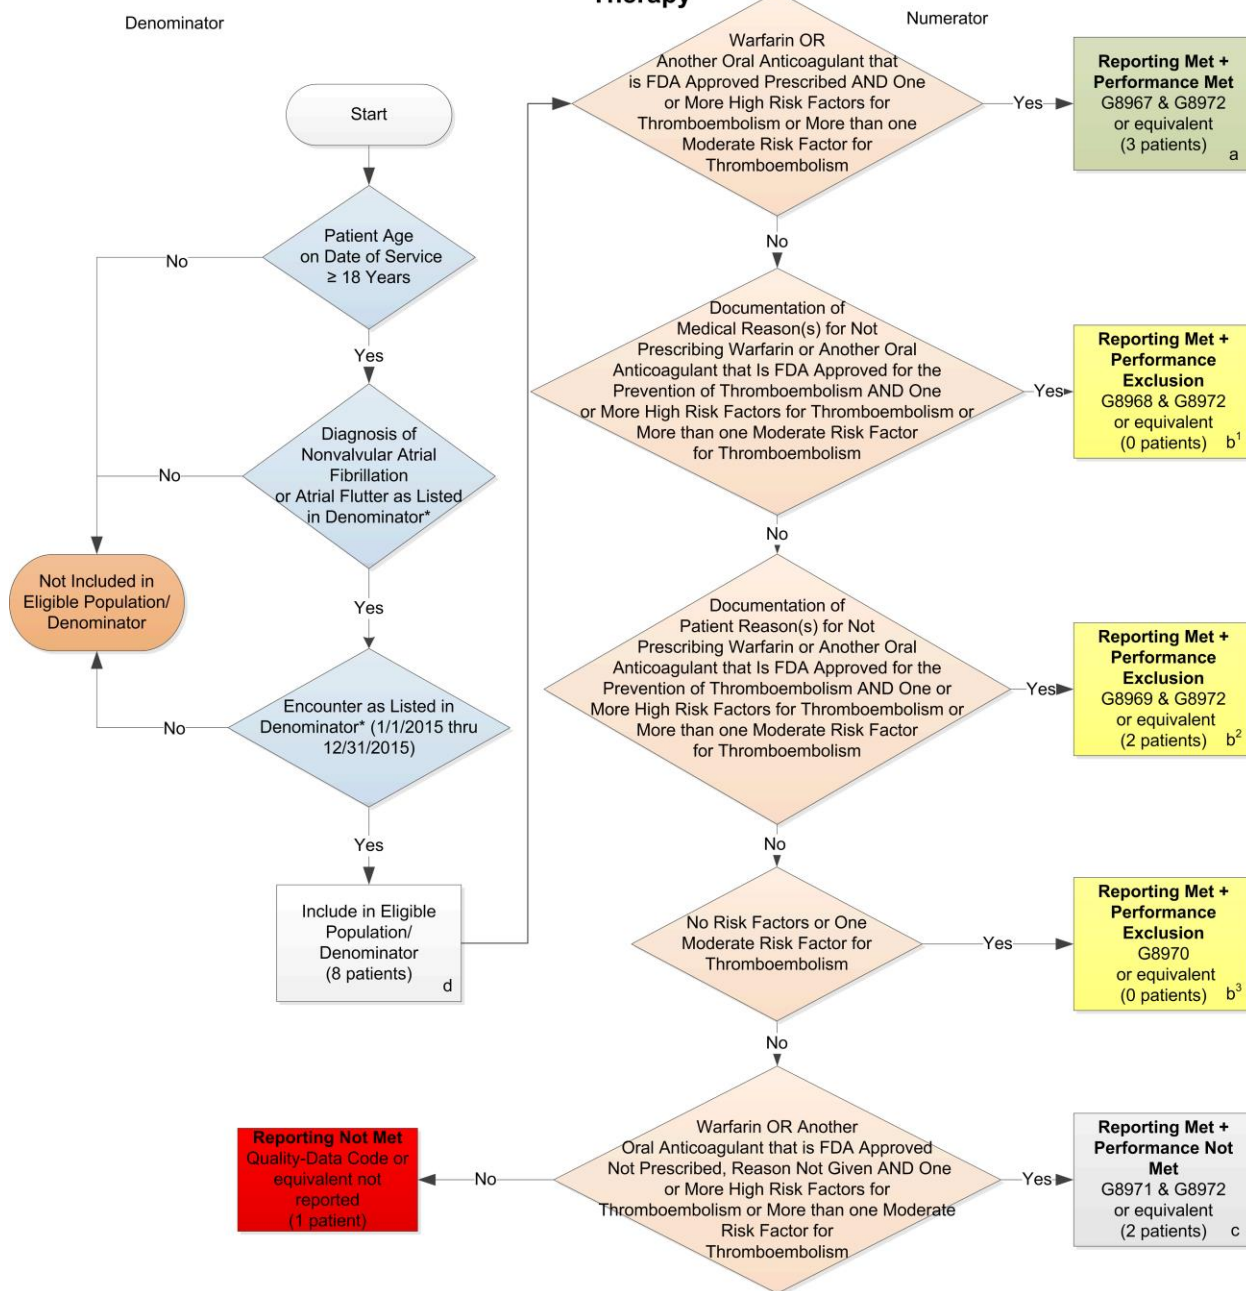 Therapy
Denominator
Numerator
Start
Patient Age
on Date of Service
≥ 18 Years
No
Yes
Diagnosis of
Nonvalvular Atrial
Fibrillation
or Atrial Flutter as Listed
in Denominator*
No
Yes
Not Included in
Eligible Population/
Denominator
Encounter as Listed in
Denominator* (1/1/2015 thru
12/31/2015)
No
Yes
Include in Eligible
Population/
Denominator
(8 patients)
d
Warfarin OR
Another Oral Anticoagulant that
is FDA Approved Prescribed AND One
or More High Risk Factors for
Thromboembolism or More than one
Moderate Risk Factor for
Thromboembolism
Yes
Reporting Met +
Performance Met
G8967 & G8972
or equivalent
(3 patients)
a
No
Documentation of
Medical Reason(s) for Not
Prescribing Warfarin or Another Oral
Anticoagulant that Is FDA Approved for the
Prevention of Thromboembolism AND One
or More High Risk Factors for Thromboembolism or
More than one Moderate Risk Factor
for Thromboembolism
Yes
Reporting Met +
Performance
Exclusion
G8968 & G8972
or equivalent
(0 patients) b¹
No
Documentation of
Patient Reason(s) for Not
Prescribing Warfarin or Another Oral
Anticoagulant that Is FDA Approved for the
Prevention of Thromboembolism AND One or
More High Risk Factors for Thromboembolism or
More than one Moderate Risk Factor
for Thromboembolism
Yes
Reporting Met +
Performance
Exclusion
G8969 & G8972
or equivalent
(2 patients) b²
No
No Risk Factors or One
Moderate Risk Factor for
Thromboembolism
Yes
Reporting Met +
Performance
Exclusion
G8970
or equivalent
(0 patients) b³
No
Warfarin OR Another
Oral Anticoagulant that is FDA Approved
Not Prescribed, Reason Not Given AND One
or More High Risk Factors for
Thromboembolism or More than one Moderate
Risk Factor for
Thromboembolism
Yes
Reporting Met +
Performance Not
Met
G8971 & G8972
or equivalent
(2 patients) c
No
Reporting Not Met
Quality-Data Code or
equivalent not
reported
(1 patient)